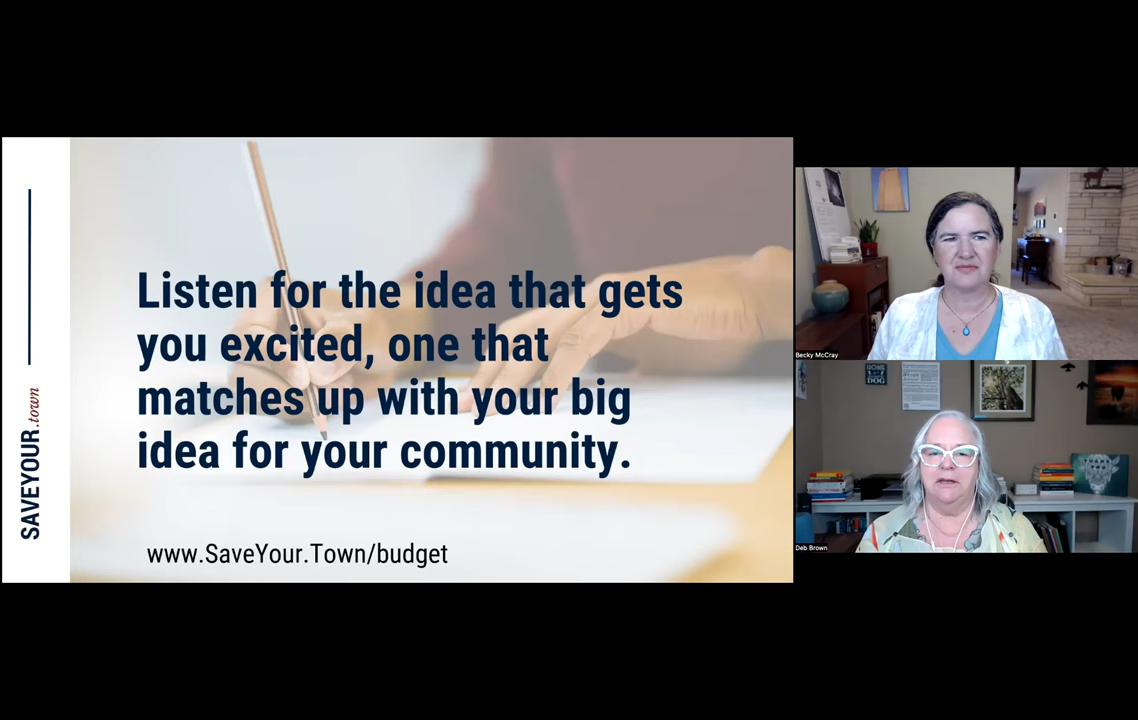 Listen for the idea that gets
you excited, one that
matches up with your big
idea for your community.
www.SaveYour.Town/budget
SAVEYOUR.town
Becky McCray
Deb Brown